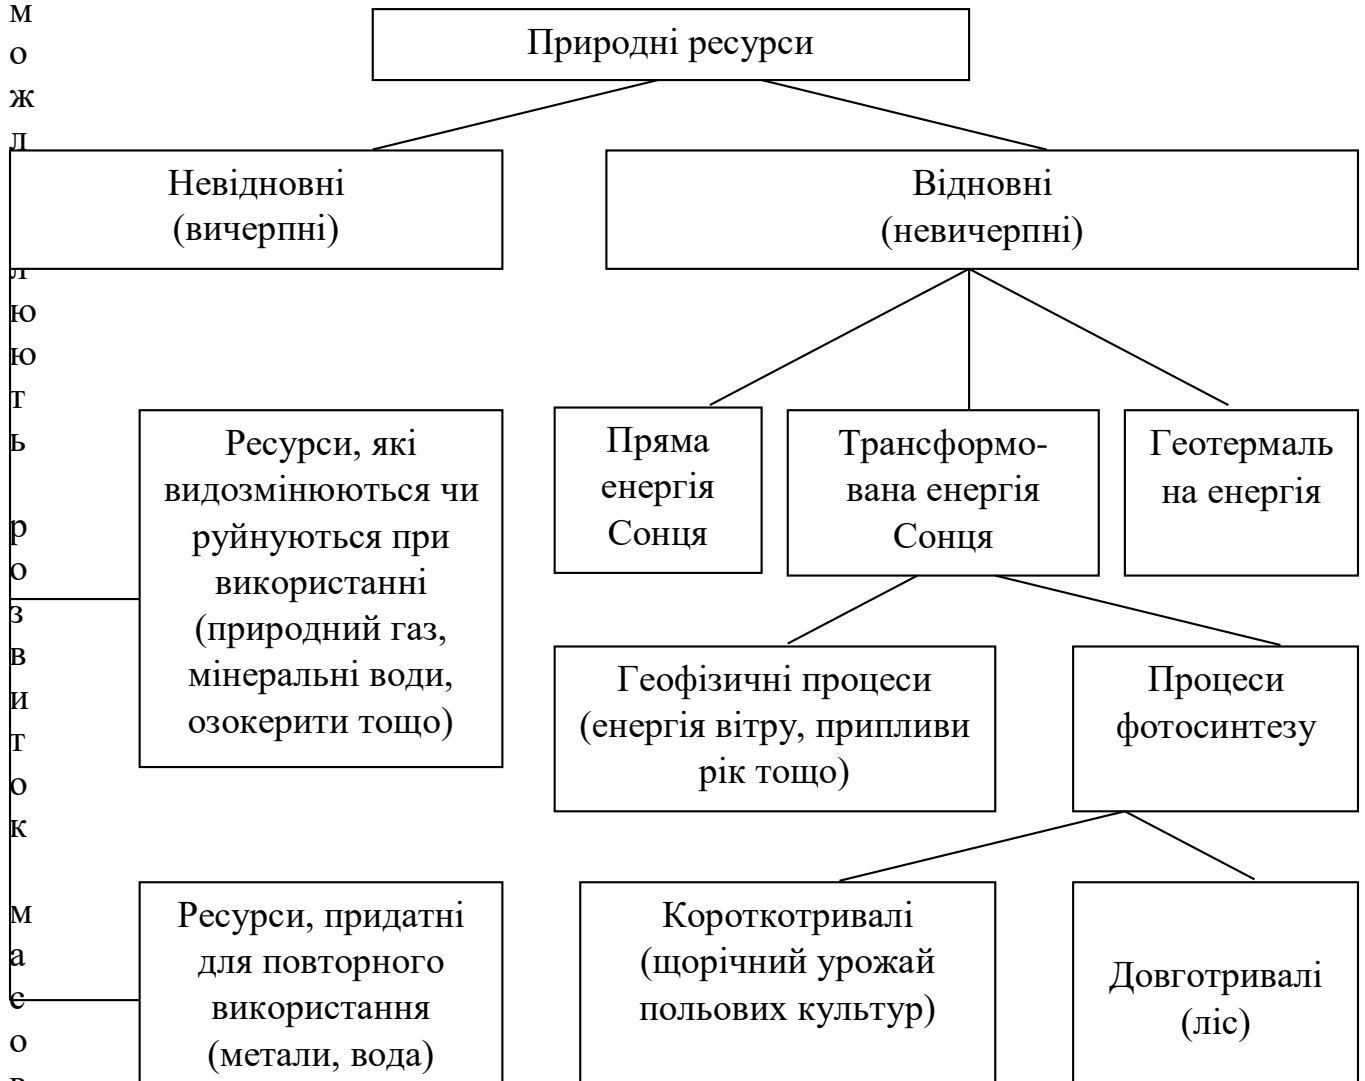 Природні ресурси
Невідновні
(вичерпні)
Відновні
(невичерпні)
Ресурси, які
видозмінюються чи
руйнуються при
використанні
(природний газ,
мінеральні води,
озокерити тощо)
Пряма
енергія
Сонця
Трансформо-
вана енергія
Сонця
Геотермаль
на енергія
Геофізичні процеси
(енергія вітру, припливи
рік тощо)
Процеси
фотосинтезу
Ресурси, придатні
для повторного
використання
(метали, вода)
Короткотривалі
(щорічний урожай
польових культур)
Довготривалі
(ліс)
м
о
ж
л
л
ю
ю
т
ь
р
о
з
в
и
т
о
к
м
а
с
о